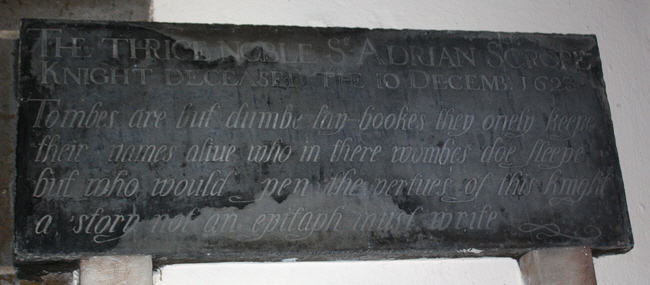 THE THRICE NOBLE Sr ADRIAN SCROPE
KNIGHT DECEASED THE 10 DECEMB: 1623
Tombes are but dumbe lay-bookes they onely keepe
their names aliue who in there wombes doe sleepe
but who would pen the vertues of this knight
a story not an epitaph must write